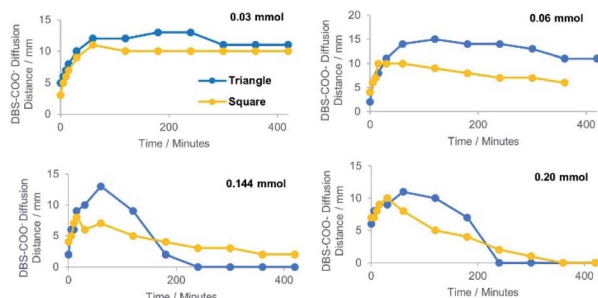 0.03 mmol
DBS-COO⁻ Diffusion
Distance / mm
15
10
5
0
0
200
400
Time / Minutes
Triangle
Square
0.06 mmol
DBS-COO- Diffusion
Distance / mm
20
15
10
5
0
0
200
400
Time / Minutes
0.144 mmol
DBS-COO⁻ Diffusion
Distance / mm
15
10
5
0
0
200
400
Time / Minutes
0.20 mmol
DBS-COO⁻ Diffusion
Distance / mm
15
10
5
0
0
200
400
Time / Minutes